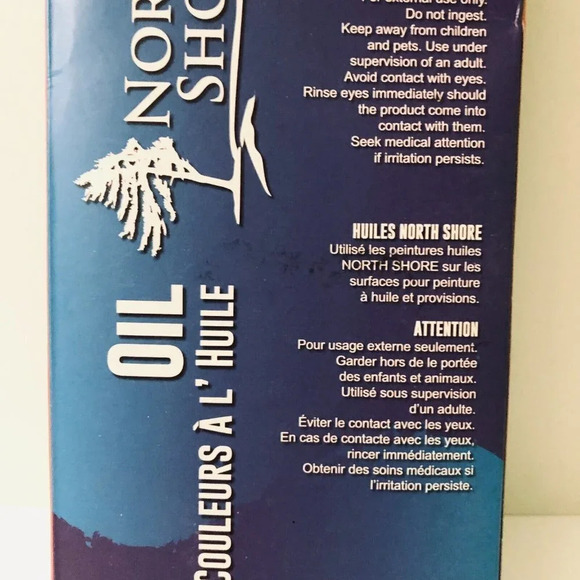 For external use only.
Do not ingest.
Keep away from children
and pets. Use under
supervision of an adult.
Avoid contact with eyes.
Rinse eyes immediately should
the product come into
contact with them.
Seek medical attention
if irritation persists.
HUILES NORTH SHORE
Utilisé les peintures huiles
NORTH SHORE sur les
surfaces pour peinture
à huile et provisions.
ATTENTION
Pour usage externe seulement.
Garder hors de le portée
des enfants et animaux.
Utilisé sous supervision
d'un adulte.
Éviter le contact avec les yeux.
En cas de contacte avec les yeux,
rincer immédiatement.
Obtenir des soins médicaux si
l'irritation persiste.
NOR
SHO
OIL
COULEURS À L' HUILE